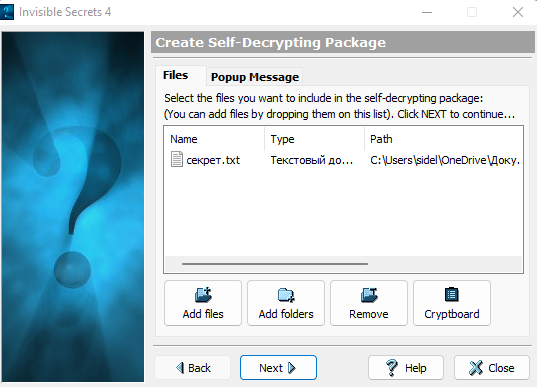 Invisible Secrets 4
Create Self-Decrypting Package
Files
Popup Message
Select the files you want to include in the self-decrypting package:
(You can add files by dropping them on this list). Click NEXT to continue...
Name Type Path
секрет.txt Текстовый до... C:\Users\sidel\OneDrive\Доку.
Add files
Add folders
Remove
Cryptboard
Back
Next
Help
Close